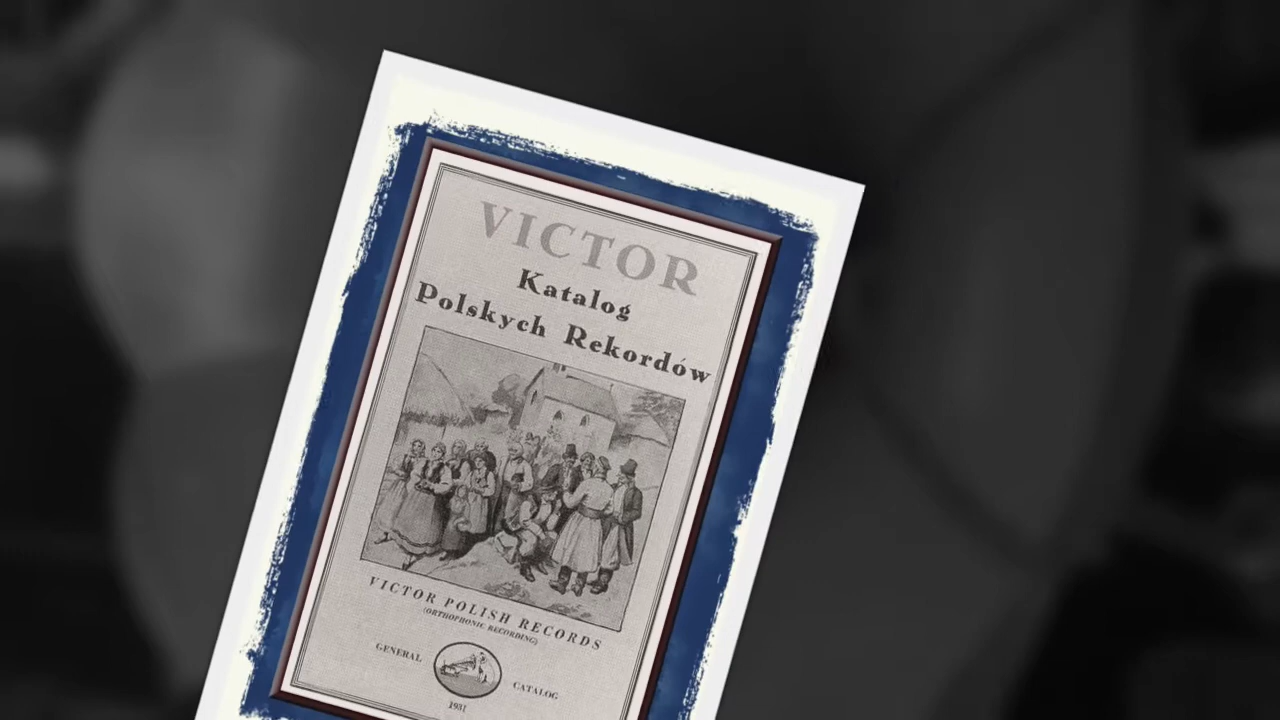 VICTOR
Katalog
Polskych Rekordów
VICTOR POLISH RECORDS
(ORTHOPHONIC RECORDING)
GENERAL CATALOG
1931